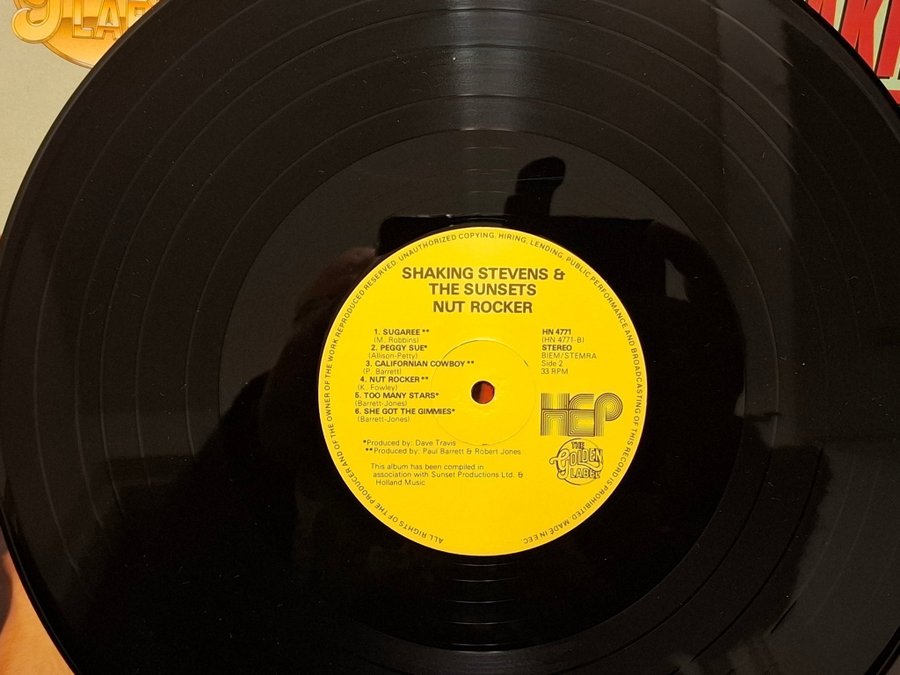 LABEL
AKI
SHAKING STEVENS &
THE SUNSETS
NUT ROCKER
1. SUGAREE **
(M. Robbins)
2. PEGGY SUE*
(Allison-Petty)
3. CALIFORNIAN COWBOY **
(P. Barrett)
4. NUT ROCKER **
(K. Fowley)
5. TOO MANY STARS*
(Barrett-Jones)
6. SHE GOT THE GIMMIES*
(Barrett-Jones)
HN 4771
(HN 4771-B)
STEREO
BIEM/STEMRA
Side 2
33 RPM
THE
GOLDEN
LABEL
*Produced by: Dave Travis
**Produced by: Paul Barrett & Robert Jones
This album has been compiled in
association with Sunset Productions Ltd. &
Holland Music
ALL RIGHTS OF THE PRODUCER AND OF THE OWNER OF THE WORK REPRODUCED RESERVED. UNAUTHORIZED COPYING, HIRING, LENDING, PUBLIC PERFORMANCE AND BROADCASTING OF THIS RECORD IS PROHIBITED. MADE IN EEC.